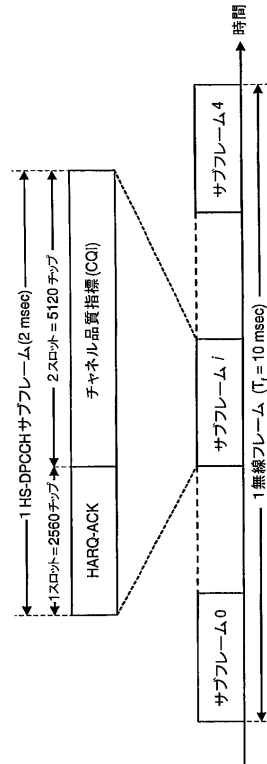 1 HS-DPCCHサブフレーム(2 msec)
1スロット=2560チップ
2スロット=5120チップ
HARQ-ACK
チャネル品質指標(CQI)
サブフレーム0
サブフレーム i
サブフレーム4
時間
1無線フレーム (Tf = 10 msec)